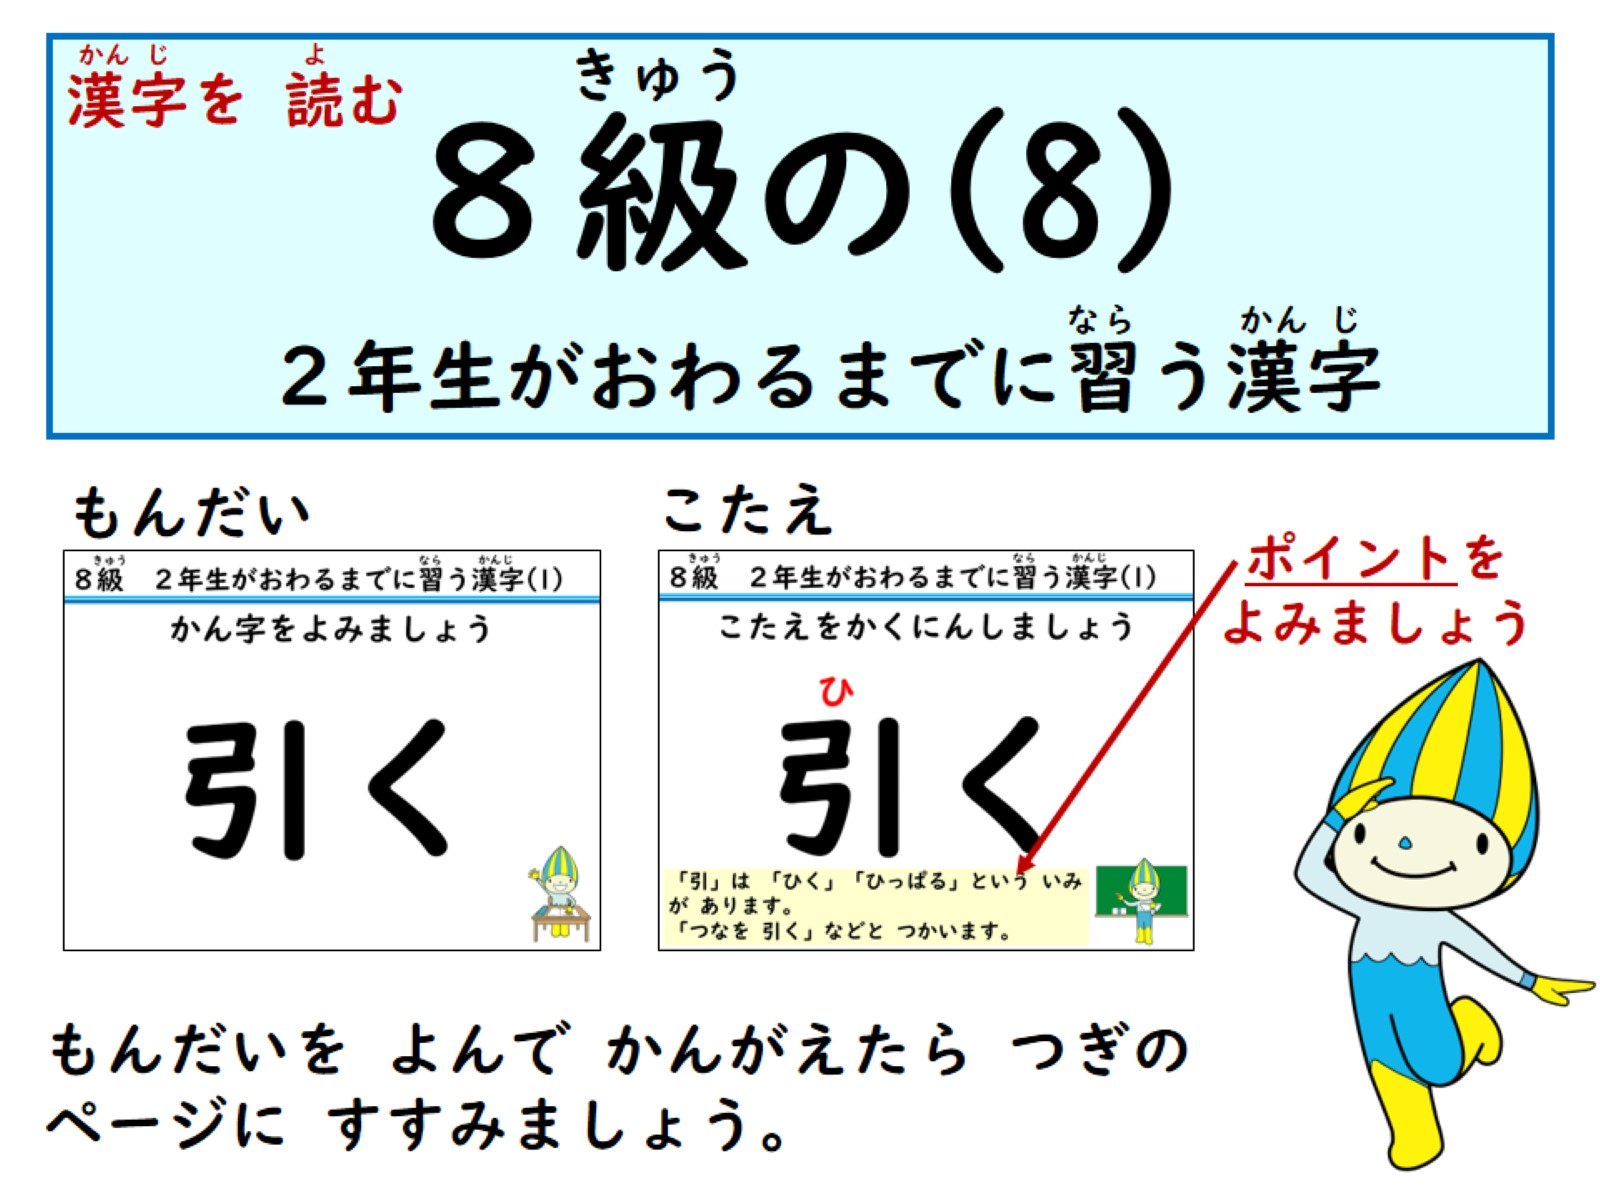 漢字を 読む
かん じ よ
きゅう
８級の(8)
なら かん じ
２年生がおわるまでに習う漢字
もんだい
きゅう なら かんじ
８級 ２年生がおわるまでに習う漢字(1)
かん字をよみましょう
引く
こたえ
きゅう なら かんじ
８級 ２年生がおわるまでに習う漢字(1)
こたえをかくにんしましょう
ひ
引く
「引」は 「ひく」「ひっぱる」という いみ
が あります。
「つなを 引く」などと つかいます。
ポイントを
よみましょう
もんだいを よんで かんがえたら つぎの
ページに すすみましょう。